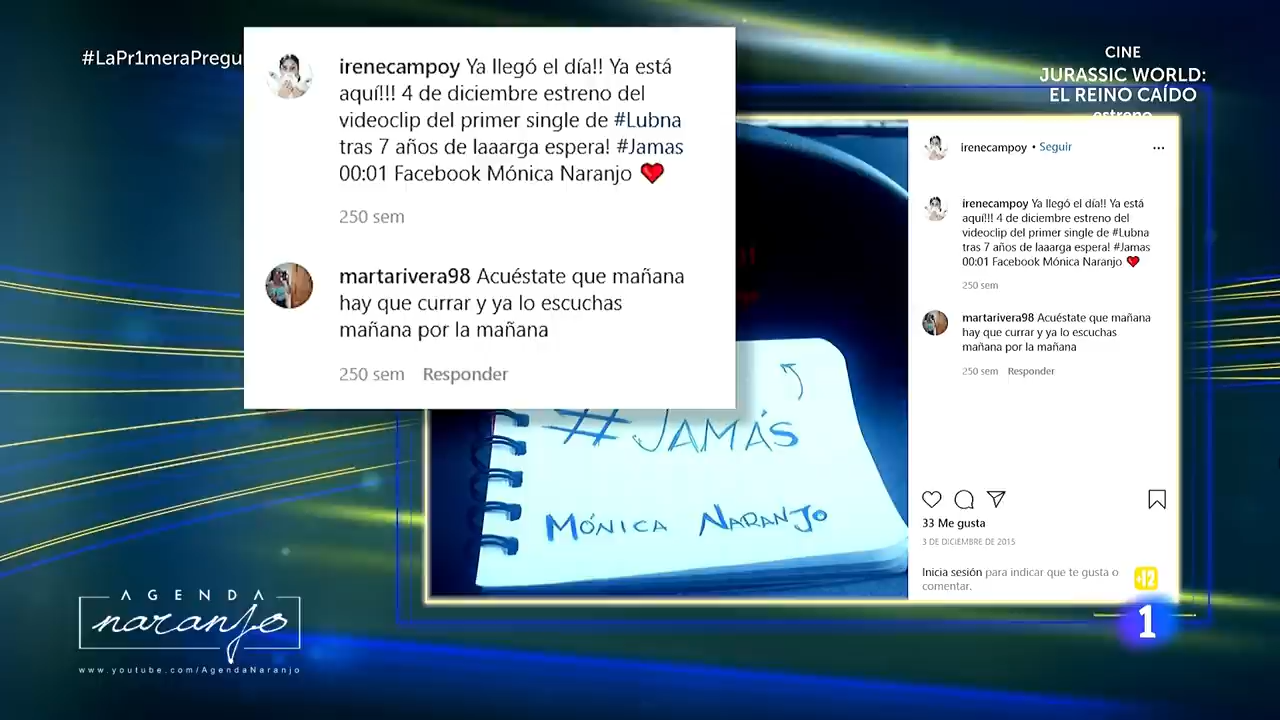 #LaPr1meraPregu
CINE
JURASSIC WORLD:
EL REINO CAÍDO
estreno
irenecampoy Ya llegó el día!! Ya está
aquí!!! 4 de diciembre estreno del
videoclip del primer single de #Lubna
tras 7 años de laaarga espera! #Jamas
00:01 Facebook Mónica Naranjo ❤️
250 sem
martarivera98 Acuéstate que mañana
hay que currar y ya lo escuchas
mañana por la mañana
250 sem Responder
#JAMÁS
MÓNICA NARANJO
irenecampoy • Seguir
...
irenecampoy Ya llegó el día!! Ya está
aquí!!! 4 de diciembre estreno del
videoclip del primer single de #Lubna
tras 7 años de laaarga espera! #Jamas
00:01 Facebook Mónica Naranjo ❤️
250 sem
martarivera98 Acuéstate que mañana
hay que currar y ya lo escuchas
mañana por la mañana
250 sem Responder
33 Me gusta
3 DE DICIEMBRE DE 2015
Inicia sesión para indicar que te gusta o
comentar.
+12
1
AGENDA
naranjo
www.youtube.com/AgendaNaranjo